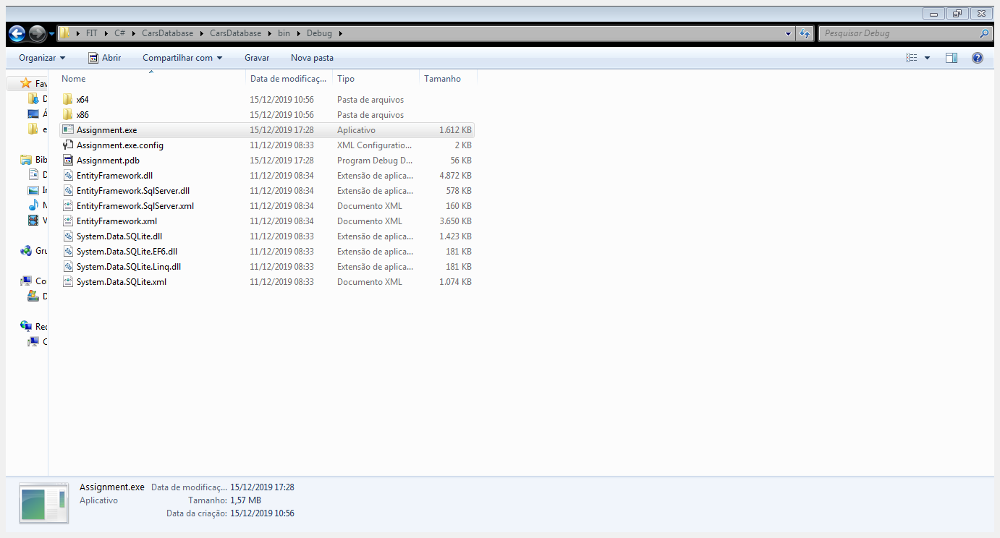 FIT C# CarsDatabase CarsDatabase bin Debug
Pesquisar Debug
Organizar Abrir Compartilhar com Gravar Nova pasta
Nome Data de modificaç... Tipo Tamanho
x64 15/12/2019 10:56 Pasta de arquivos
x86 15/12/2019 10:56 Pasta de arquivos
Assignment.exe 15/12/2019 17:28 Aplicativo 1.612 KB
Assignment.exe.config 11/12/2019 08:33 XML Configuratio... 2 KB
Assignment.pdb 15/12/2019 17:28 Program Debug D... 56 KB
EntityFramework.dll 11/12/2019 08:34 Extensão de aplica... 4.872 KB
EntityFramework.SqlServer.dll 11/12/2019 08:34 Extensão de aplica... 578 KB
EntityFramework.SqlServer.xml 11/12/2019 08:34 Documento XML 160 KB
EntityFramework.xml 11/12/2019 08:34 Documento XML 3.650 KB
System.Data.SQLite.dll 11/12/2019 08:33 Extensão de aplica... 1.423 KB
System.Data.SQLite.EF6.dll 11/12/2019 08:33 Extensão de aplica... 181 KB
System.Data.SQLite.Linq.dll 11/12/2019 08:33 Extensão de aplica... 181 KB
System.Data.SQLite.xml 11/12/2019 08:33 Documento XML 1.074 KB
Fav
Á
e
Bib
Gru
Co
Rec
Assignment.exe Data de modificaç... 15/12/2019 17:28
Aplicativo Tamanho: 1,57 MB
Data da criação: 15/12/2019 10:56